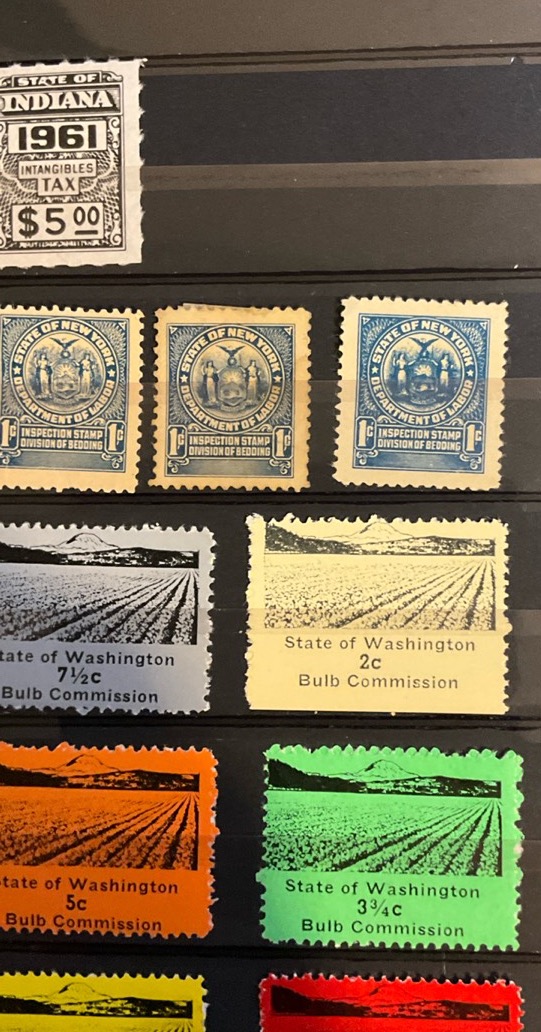 STATE OF
INDIANA
1961
INTANGIBLES
TAX
$5 00
STATE OF NEW YORK
DEPARTMENT OF LABOR
1c INSPECTION STAMP 1c
DIVISION OF BEDDING
STATE OF NEW YORK
DEPARTMENT OF LABOR
1c INSPECTION STAMP 1c
DIVISION OF BEDDING
STATE OF NEW YORK
DEPARTMENT OF LABOR
1c INSPECTION STAMP 1c
DIVISION OF BEDDING
tate of Washington
7½c
Bulb Commission
State of Washington
2c
Bulb Commission
State of Washington
5c
Bulb Commission
State of Washington
3¾c
Bulb Commission